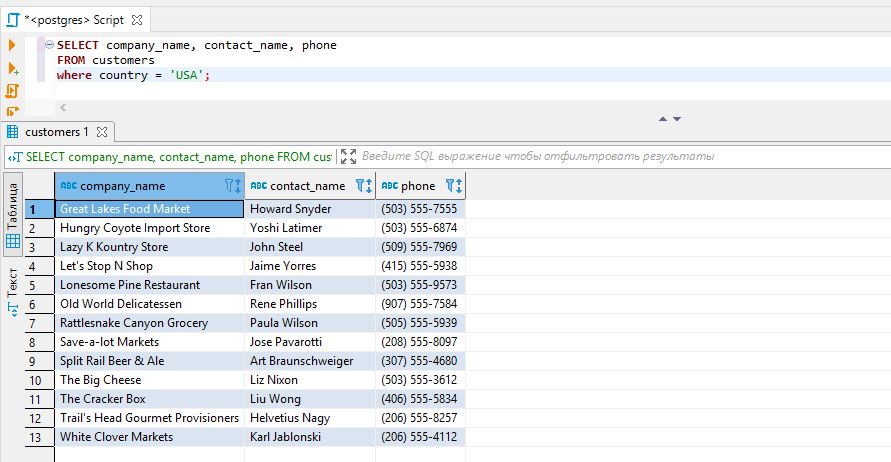 *<postgres> Script
SELECT company_name, contact_name, phone
FROM customers
where country = 'USA';
customers 1
SELECT company_name, contact_name, phone FROM cus Введите SQL выражение чтобы отфильтровать результаты
Таблица
Текст
ABC company_name ABC contact_name ABC phone
1 Great Lakes Food Market Howard Snyder (503) 555-7555
2 Hungry Coyote Import Store Yoshi Latimer (503) 555-6874
3 Lazy K Kountry Store John Steel (509) 555-7969
4 Let's Stop N Shop Jaime Yorres (415) 555-5938
5 Lonesome Pine Restaurant Fran Wilson (503) 555-9573
6 Old World Delicatessen Rene Phillips (907) 555-7584
7 Rattlesnake Canyon Grocery Paula Wilson (505) 555-5939
8 Save-a-lot Markets Jose Pavarotti (208) 555-8097
9 Split Rail Beer & Ale Art Braunschweiger (307) 555-4680
10 The Big Cheese Liz Nixon (503) 555-3612
11 The Cracker Box Liu Wong (406) 555-5834
12 Trail's Head Gourmet Provisioners Helvetius Nagy (206) 555-8257
13 White Clover Markets Karl Jablonski (206) 555-4112